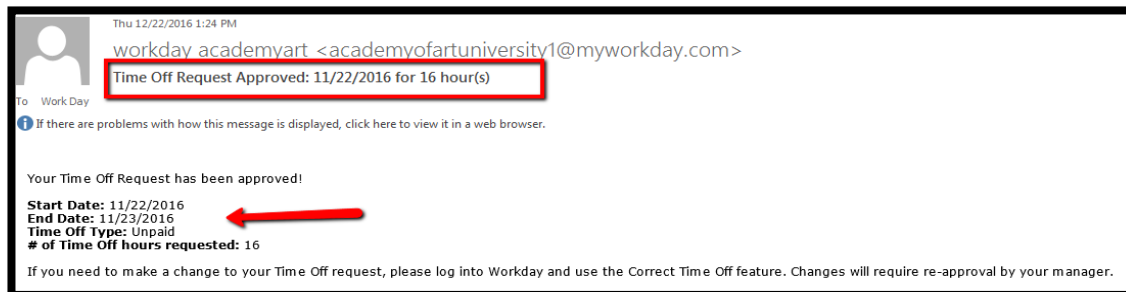 Thu 12/22/2016 1:24 PM
workday academyart <academyofartuniversity1@myworkday.com>
Time Off Request Approved: 11/22/2016 for 16 hour(s)
To Work Day
If there are problems with how this message is displayed, click here to view it in a web browser.
Your Time Off Request has been approved!
Start Date: 11/22/2016
End Date: 11/23/2016
Time Off Type: Unpaid
# of Time Off hours requested: 16
If you need to make a change to your Time Off request, please log into Workday and use the Correct Time Off feature. Changes will require re-approval by your manager.